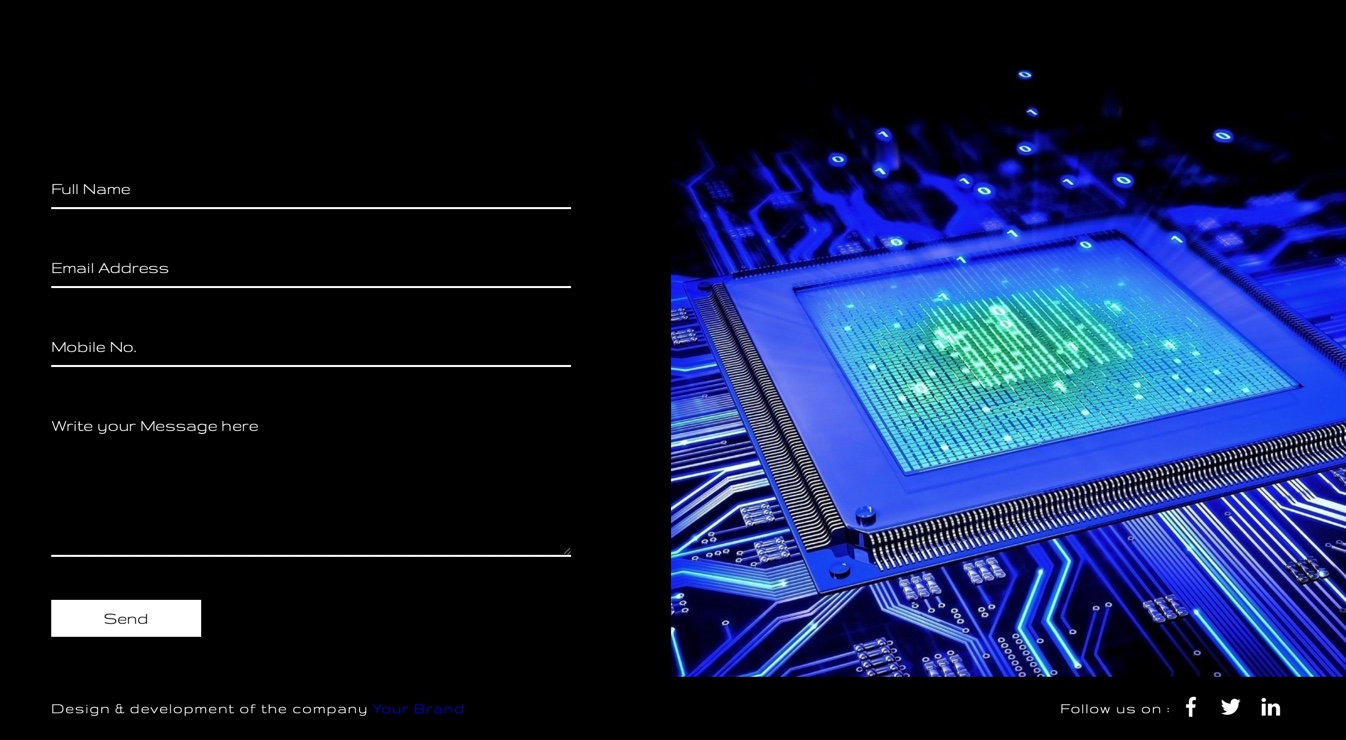 Full Name
Email Address
Mobile No.
Write your Message here
Send
Design & development of the company Your Brand
Follow us on :